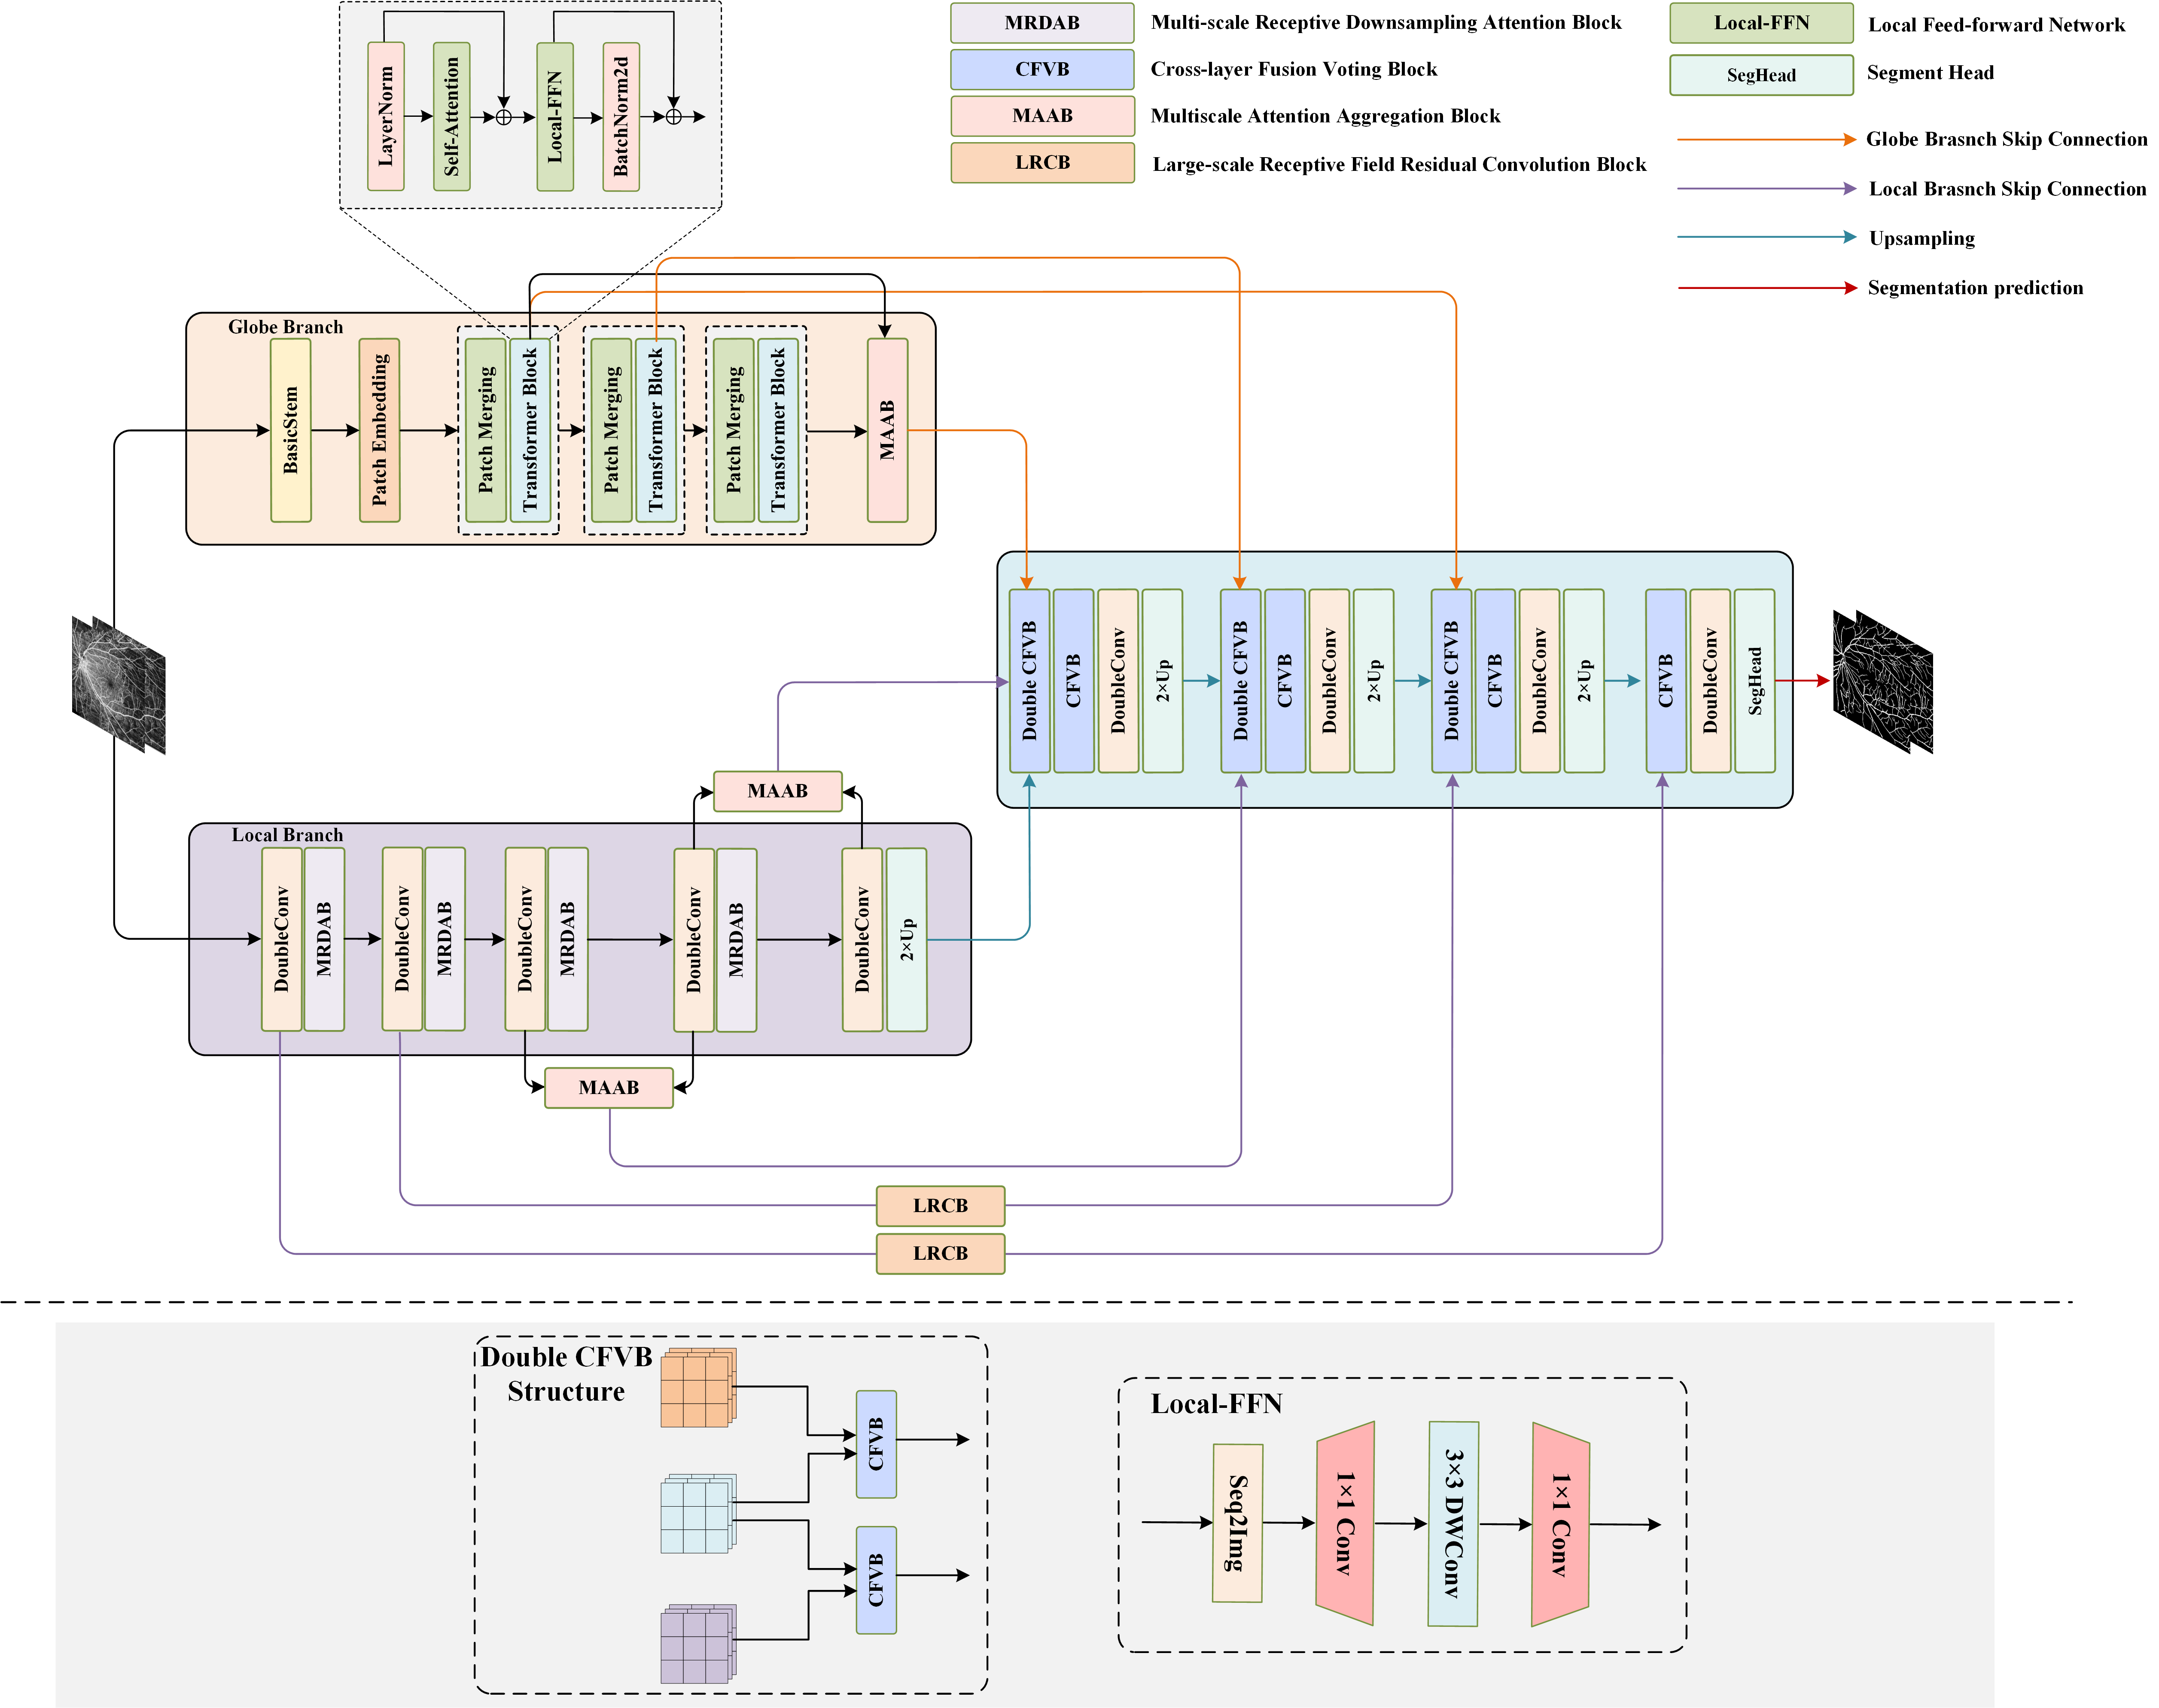 LayerNorm
Self-Attention
Local-FFN
BatchNorm2d
MRDAB
Multi-scale Receptive Downsampling Attention Block
CFVB
Cross-layer Fusion Voting Block
MAAB
Multiscale Attention Aggregation Block
LRCB
Large-scale Receptive Field Residual Convolution Block
Local-FFN
Local Feed-forward Network
SegHead
Segment Head
Globe Brasnch Skip Connection
Local Brasnch Skip Connection
Upsampling
Segmentation prediction
Globe Branch
BasicStem
Patch Embedding
Patch Merging
Transformer Block
Patch Merging
Transformer Block
Patch Merging
Transformer Block
MAAB
Double CFVB
CFVB
DoubleConv
2×Up
Double CFVB
CFVB
DoubleConv
2×Up
Double CFVB
CFVB
DoubleConv
2×Up
CFVB
DoubleConv
SegHead
MAAB
Local Branch
DoubleConv
MRDAB
DoubleConv
MRDAB
DoubleConv
MRDAB
DoubleConv
MRDAB
DoubleConv
2×Up
MAAB
LRCB
LRCB
Double CFVB
Structure
CFVB
CFVB
Local-FFN
Seq2Img
1×1 Conv
3×3 DWConv
1×1 Conv